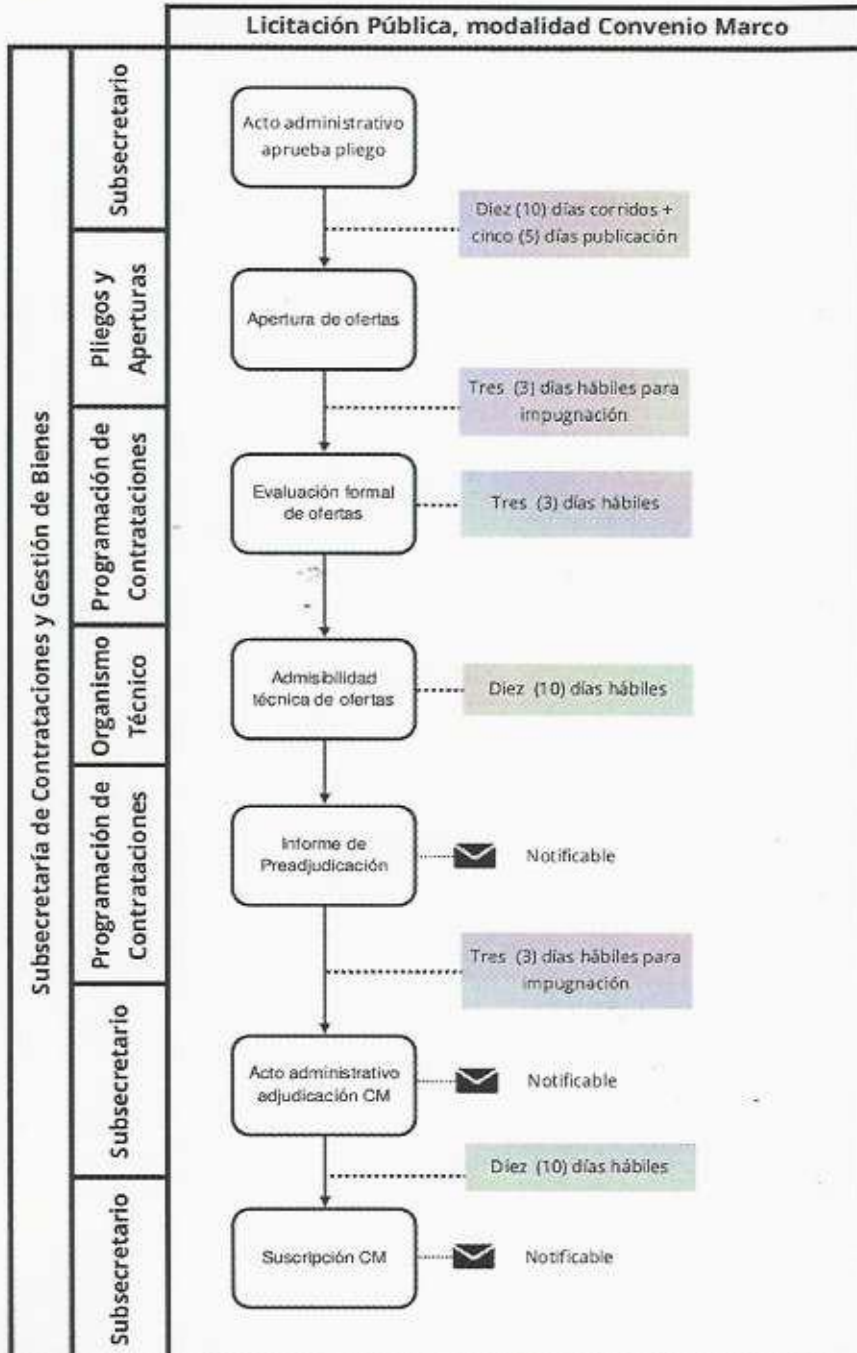 Licitación Pública, modalidad Convenio Marco
Subsecretaría de Contrataciones y Gestión de Bienes
Subsecretario
Acto administrativo
aprueba pliego
Diez (10) días corridos +
cinco (5) días publicación
Pliegos y
Aperturas
Apertura de ofertas
Tres (3) días hábiles para
impugnación
Programación de
Contrataciones
Evaluación formal
de ofertas
Tres (3) días hábiles
Organismo
Técnico
Admisibilidad
técnica de ofertas
Diez (10) días hábiles
Programación de
Contrataciones
Informe de
Preadjudicación
Notificable
Tres (3) días hábiles para
impugnación
Subsecretario
Acto administrativo
adjudicación CM
Notificable
Diez (10) días hábiles
Subsecretario
Suscripción CM
Notificable